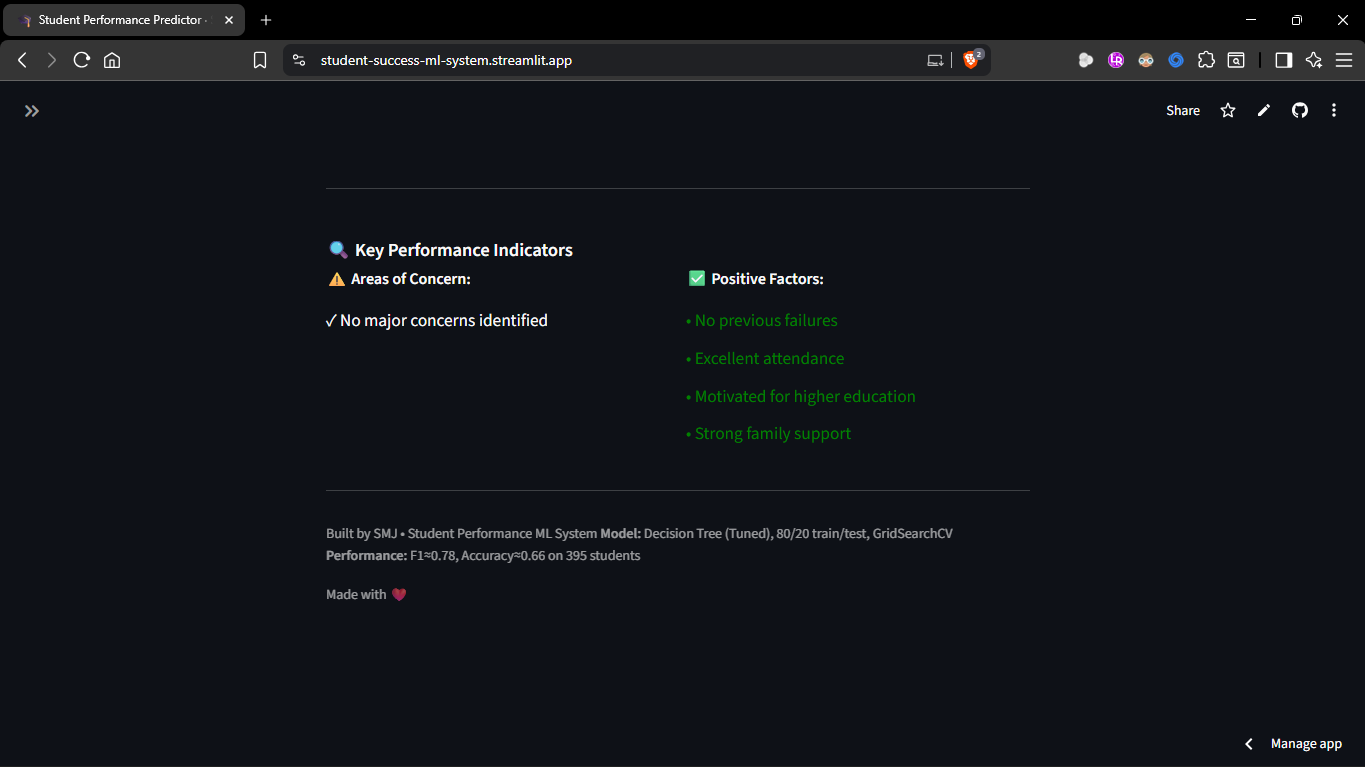 Student Performance Predictor ·
student-success-ml-system.streamlit.app
2
LR
Share
🔍 Key Performance Indicators
⚠️ Areas of Concern:
✓ No major concerns identified
✅ Positive Factors:
• No previous failures
• Excellent attendance
• Motivated for higher education
• Strong family support
Built by SMJ • Student Performance ML System Model: Decision Tree (Tuned), 80/20 train/test, GridSearchCV
Performance: F1≈0.78, Accuracy≈0.66 on 395 students
Made with ❤️
Manage app